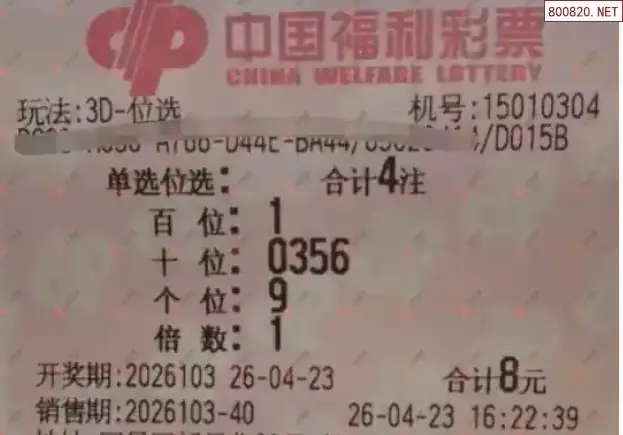 800820.NET
中国福利彩票
CHINA WELFARE LOTTERY
玩法:3D-位选 机号:15010304
A766-D44E-BA44/ /D015B
单选位选: 合计4注
百位: 1
十位: 0356
个位: 9
倍数: 1
开奖期:2026103 26-04-23 合计8元
销售期:2026103-40 26-04-23 16:22:39